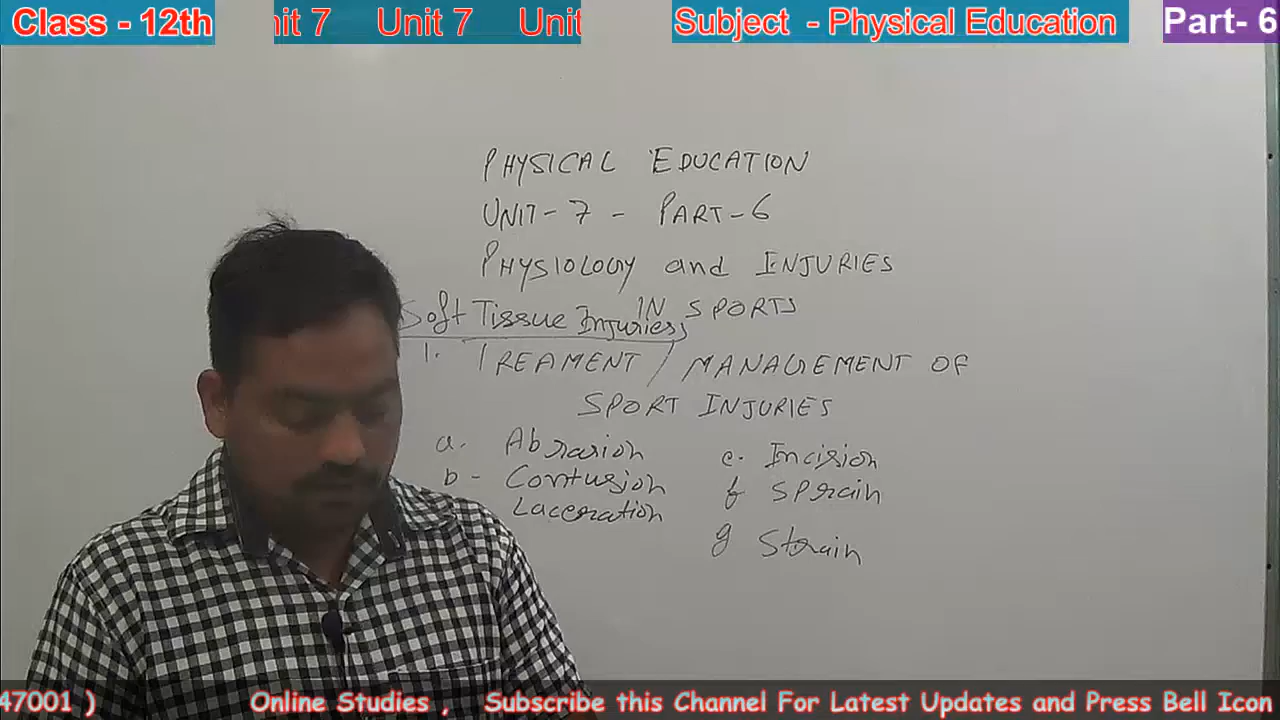 Class - 12th
nit 7 Unit 7 Unit
Subject - Physical Education
Part- 6
PHYSICAL EDUCATION
UNIT- 7 - PART-6
PHYSIOLOGY and INJURIES
IN SPORTS
Soft Tissue Injuries
1. TREAMENT / MANAGEMENT OF
SPORT INJURIES
a. Abrasion
b - Contusion
Laceration
e. Incision
f SPrain
g Strain
47001 )
Online Studies , Subscribe this Channel For Latest Updates and Press Bell Icon